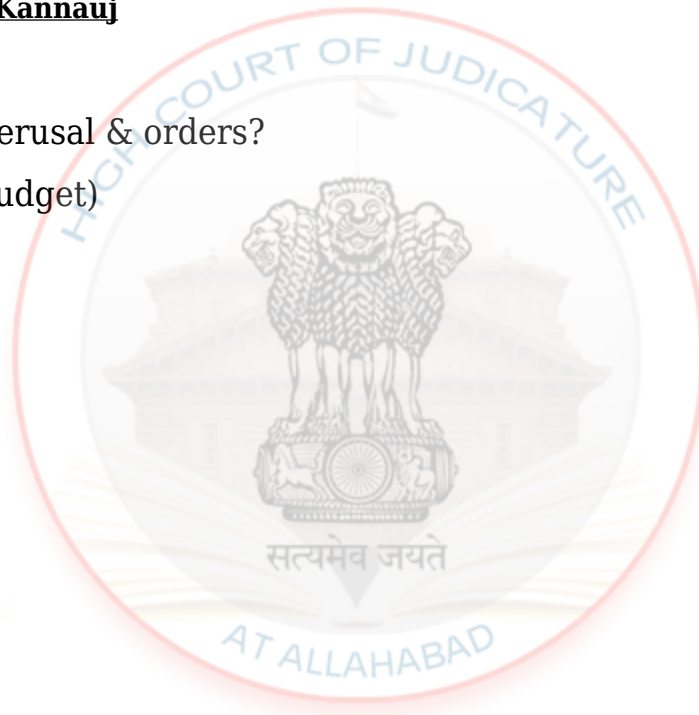 Kannauj
HIGH COURT OF JUDICATURE
erusal & orders?
udget)
सत्यमेव जयते
AT ALLAHABAD